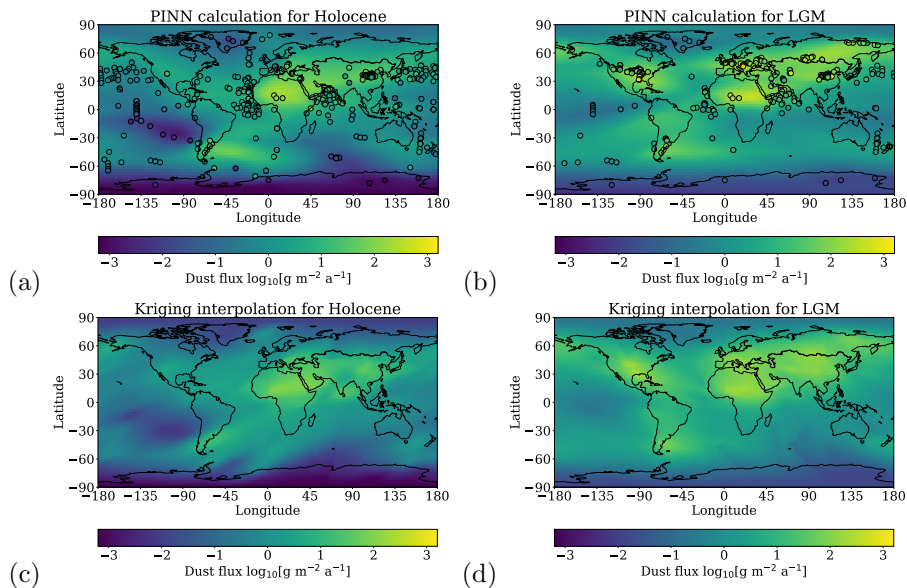 PINN calculation for Holocene
PINN calculation for LGM
90
60
30
0
−30
−60
−90
Latitude
−180 −135 −90 −45 0 45 90 135 180
Longitude
90
60
30
0
−30
−60
−90
Latitude
−180 −135 −90 −45 0 45 90 135 180
Longitude
(a)
−3 −2 −1 0 1 2 3
Dust flux log₁₀[g m⁻² a⁻¹]
(b)
−3 −2 −1 0 1 2 3
Dust flux log₁₀[g m⁻² a⁻¹]
Kriging interpolation for Holocene
Kriging interpolation for LGM
90
60
30
0
−30
−60
−90
Latitude
−180 −135 −90 −45 0 45 90 135 180
Longitude
90
60
30
0
−30
−60
−90
Latitude
−180 −135 −90 −45 0 45 90 135 180
Longitude
(c)
−3 −2 −1 0 1 2 3
Dust flux log₁₀[g m⁻² a⁻¹]
(d)
−3 −2 −1 0 1 2 3
Dust flux log₁₀[g m⁻² a⁻¹]